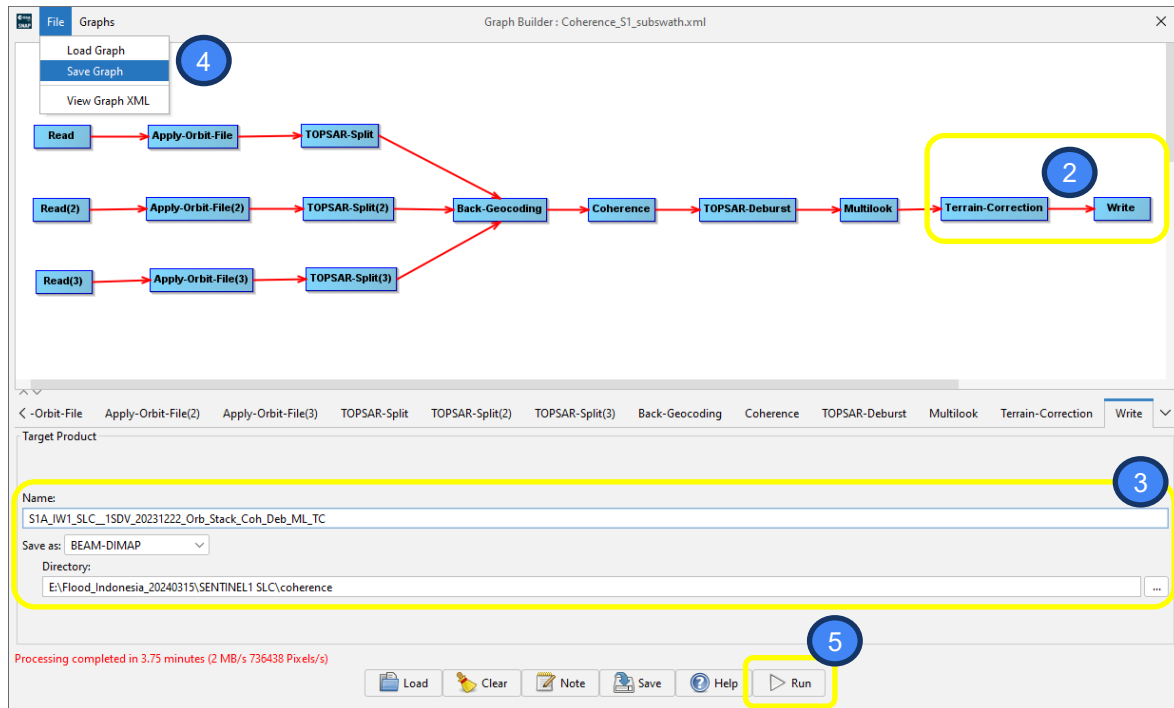 esa
SNAP
File Graphs
Graph Builder : Coherence_S1_subswath.xml
Load Graph
Save Graph
View Graph XML
4
Read
Apply-Orbit-File
TOPSAR-Split
2
Read(2)
Apply-Orbit-File(2)
TOPSAR-Split(2)
Back-Geocoding
Coherence
TOPSAR-Deburst
Multilook
Terrain-Correction
Write
Read(3)
Apply-Orbit-File(3)
TOPSAR-Split(3)
-Orbit-File Apply-Orbit-File(2) Apply-Orbit-File(3) TOPSAR-Split TOPSAR-Split(2) TOPSAR-Split(3) Back-Geocoding Coherence TOPSAR-Deburst Multilook Terrain-Correction Write
Target Product
3
Name:
S1A_IW1_SLC__1SDV_20231222_Orb_Stack_Coh_Deb_ML_TC
Save as: BEAM-DIMAP
Directory:
E:\Flood_Indonesia_20240315\SENTINEL1 SLC\coherence
...
5
Processing completed in 3.75 minutes (2 MB/s 736438 Pixels/s)
Load Clear Note Save Help Run